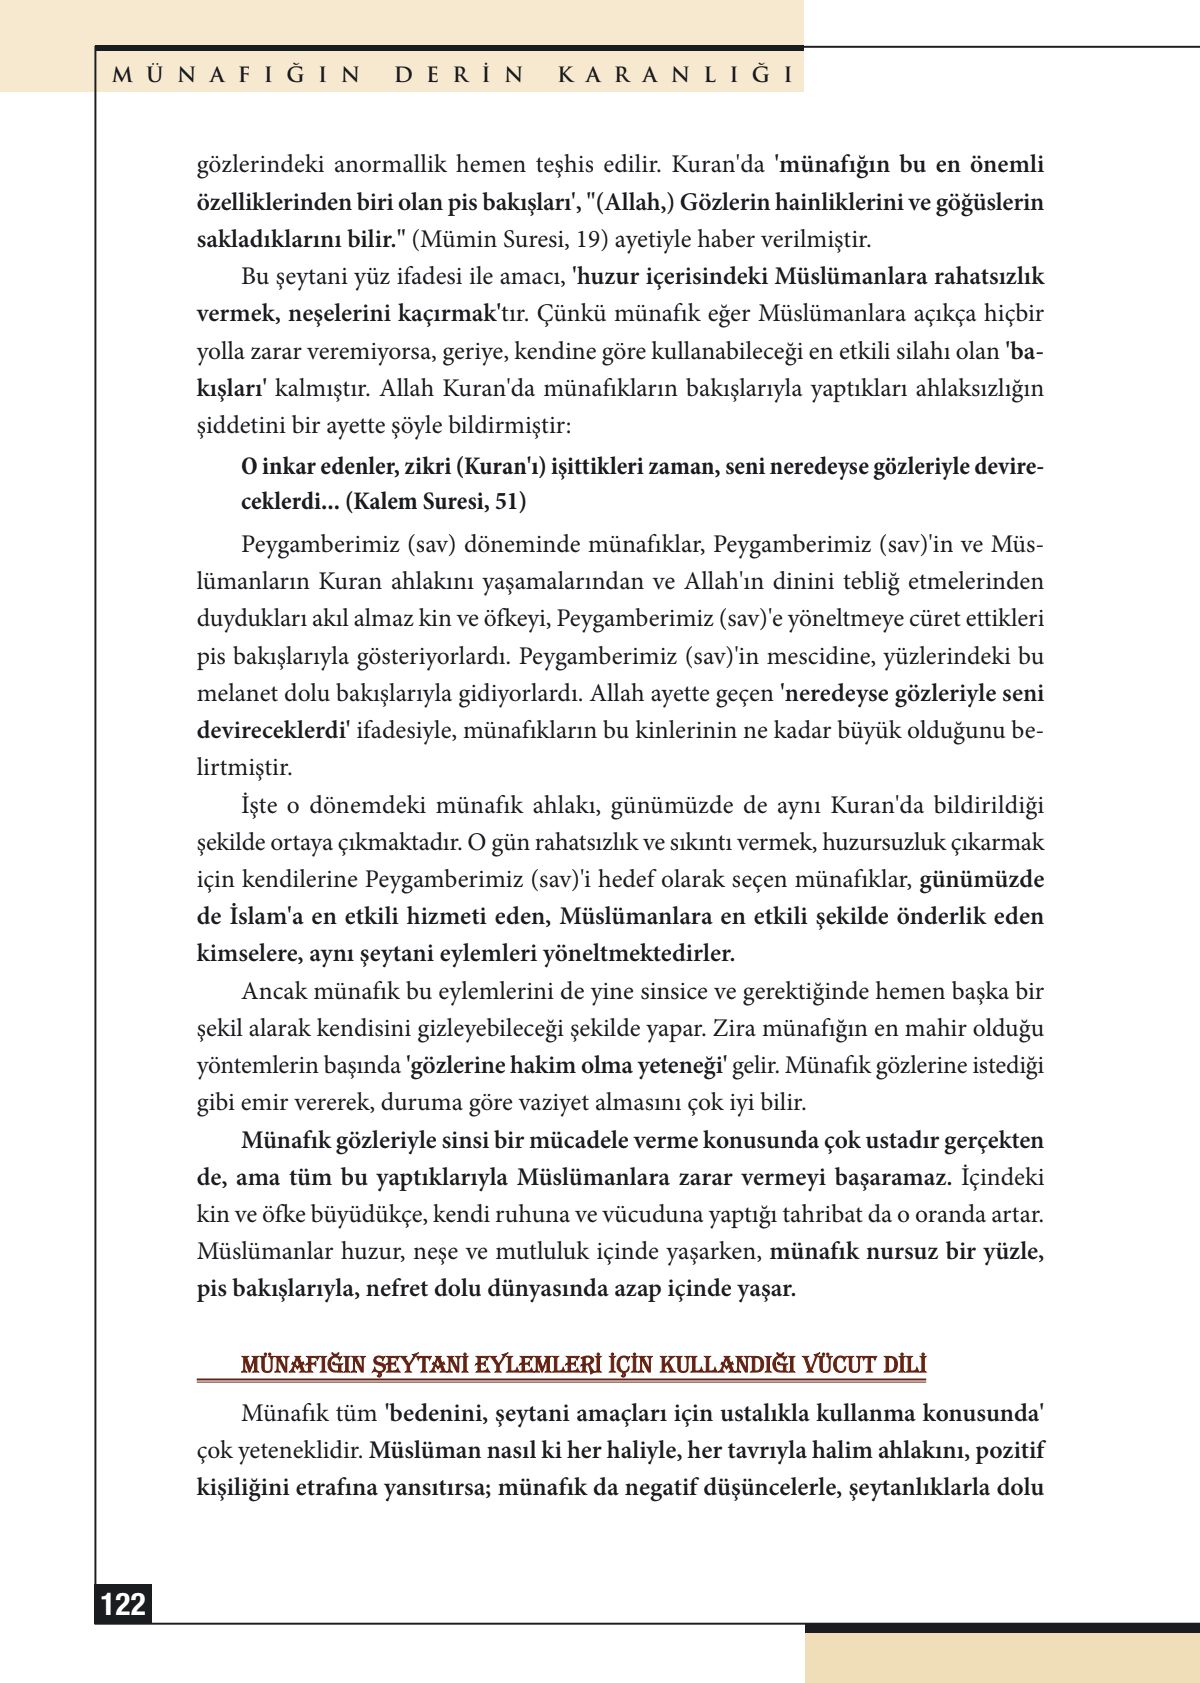 MÜNAFIĞIN DERİN KARANLIĞI
gözlerindeki anormallik hemen teşhis edilir. Kuran'da 'münafığın bu en önemli
özelliklerinden biri olan pis bakışları', "(Allah,) Gözlerin hainliklerini ve göğüslerin
sakladıklarını bilir." (Mümin Suresi, 19) ayetiyle haber verilmiştir.
Bu şeytani yüz ifadesi ile amacı, 'huzur içerisindeki Müslümanlara rahatsızlık
vermek, neşelerini kaçırmak'tır. Çünkü münafık eğer Müslümanlara açıkça hiçbir
yolla zarar veremiyorsa, geriye, kendine göre kullanabileceği en etkili silahı olan 'ba-
kışları' kalmıştır. Allah Kuran'da münafıkların bakışlarıyla yaptıkları ahlaksızlığın
şiddetini bir ayette şöyle bildirmiştir:
O inkar edenler, zikri (Kuran'ı) işittikleri zaman, seni neredeyse gözleriyle devire-
ceklerdi... (Kalem Suresi, 51)
Peygamberimiz (sav) döneminde münafıklar, Peygamberimiz (sav)'in ve Müs-
lümanların Kuran ahlakını yaşamalarından ve Allah'ın dinini tebliğ etmelerinden
duydukları akıl almaz kin ve öfkeyi, Peygamberimiz (sav)'e yöneltmeye cüret ettikleri
pis bakışlarıyla gösteriyorlardı. Peygamberimiz (sav)'in mescidine, yüzlerindeki bu
melanet dolu bakışlarıyla gidiyorlardı. Allah ayette geçen 'neredeyse gözleriyle seni
devireceklerdi' ifadesiyle, münafıkların bu kinlerinin ne kadar büyük olduğunu be-
lirtmiştir.
İşte o dönemdeki münafık ahlakı, günümüzde de aynı Kuran'da bildirildiği
şekilde ortaya çıkmaktadır. O gün rahatsızlık ve sıkıntı vermek, huzursuzluk çıkarmak
için kendilerine Peygamberimiz (sav)'i hedef olarak seçen münafıklar, günümüzde
de İslam'a en etkili hizmeti eden, Müslümanlara en etkili şekilde önderlik eden
kimselere, aynı şeytani eylemleri yöneltmektedirler.
Ancak münafık bu eylemlerini de yine sinsice ve gerektiğinde hemen başka bir
şekil alarak kendisini gizleyebileceği şekilde yapar. Zira münafığın en mahir olduğu
yöntemlerin başında 'gözlerine hakim olma yeteneği' gelir. Münafık gözlerine istediği
gibi emir vererek, duruma göre vaziyet almasını çok iyi bilir.
Münafık gözleriyle sinsi bir mücadele verme konusunda çok ustadır gerçekten
de, ama tüm bu yaptıklarıyla Müslümanlara zarar vermeyi başaramaz. İçindeki
kin ve öfke büyüdükçe, kendi ruhuna ve vücuduna yaptığı tahribat da o oranda artar.
Müslümanlar huzur, neşe ve mutluluk içinde yaşarken, münafık nursuz bir yüzle,
pis bakışlarıyla, nefret dolu dünyasında azap içinde yaşar.
MÜNAFIĞIN ŞEYTANİ EYLEMLERİ İÇİN KULLANDIĞI VÜCUT DİLİ
Münafık tüm 'bedenini, şeytani amaçları için ustalıkla kullanma konusunda'
çok yeteneklidir. Müslüman nasıl ki her haliyle, her tavrıyla halim ahlakını, pozitif
kişiliğini etrafına yansıtırsa; münafık da negatif düşüncelerle, şeytanlıklarla dolu
122